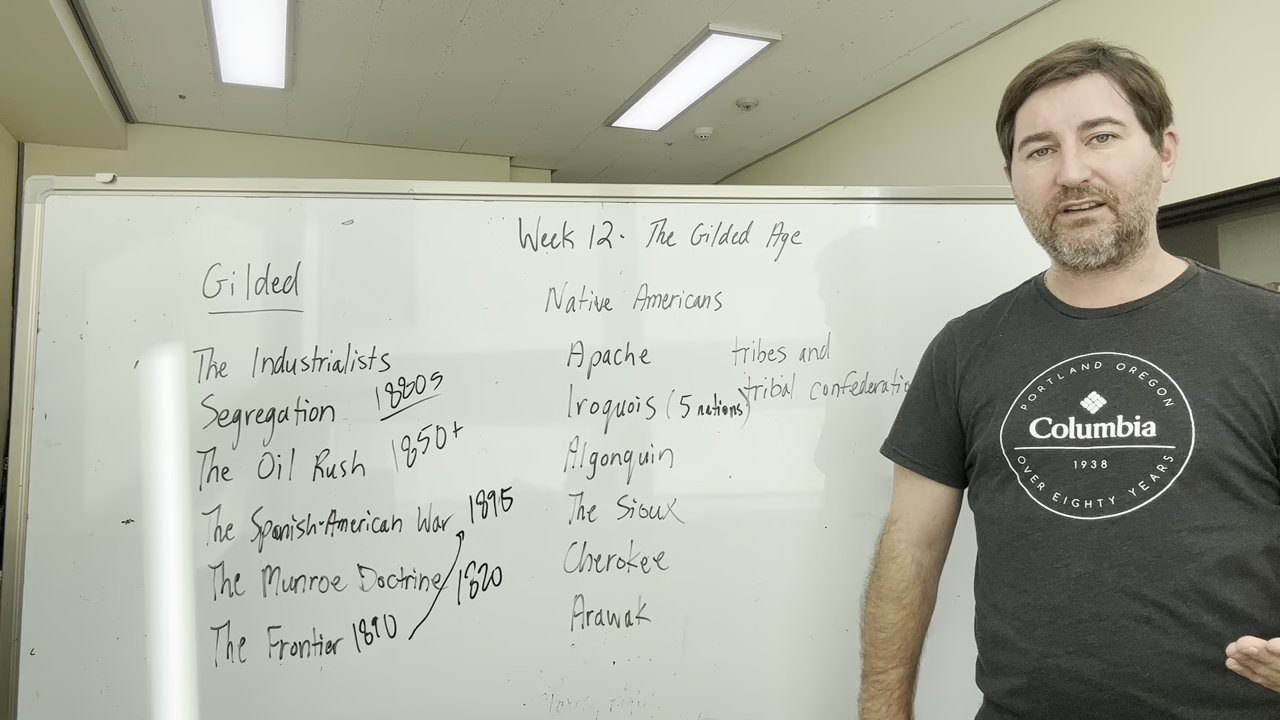 Week 12. The Gilded Age
Gilded
The Industrialists
Segregation 1880s
The Oil Rush 1850+
The Spanish-American War 1895
The Munroe Doctrine 1820
The Frontier 1890
Native Americans
Apache
Iroquois (5 nations)
Algonquin
The Sioux
Cherokee
Arawak
tribes and
tribal
PORTLAND OREGON
Columbia
1938
OVER EIGHTY YEARS